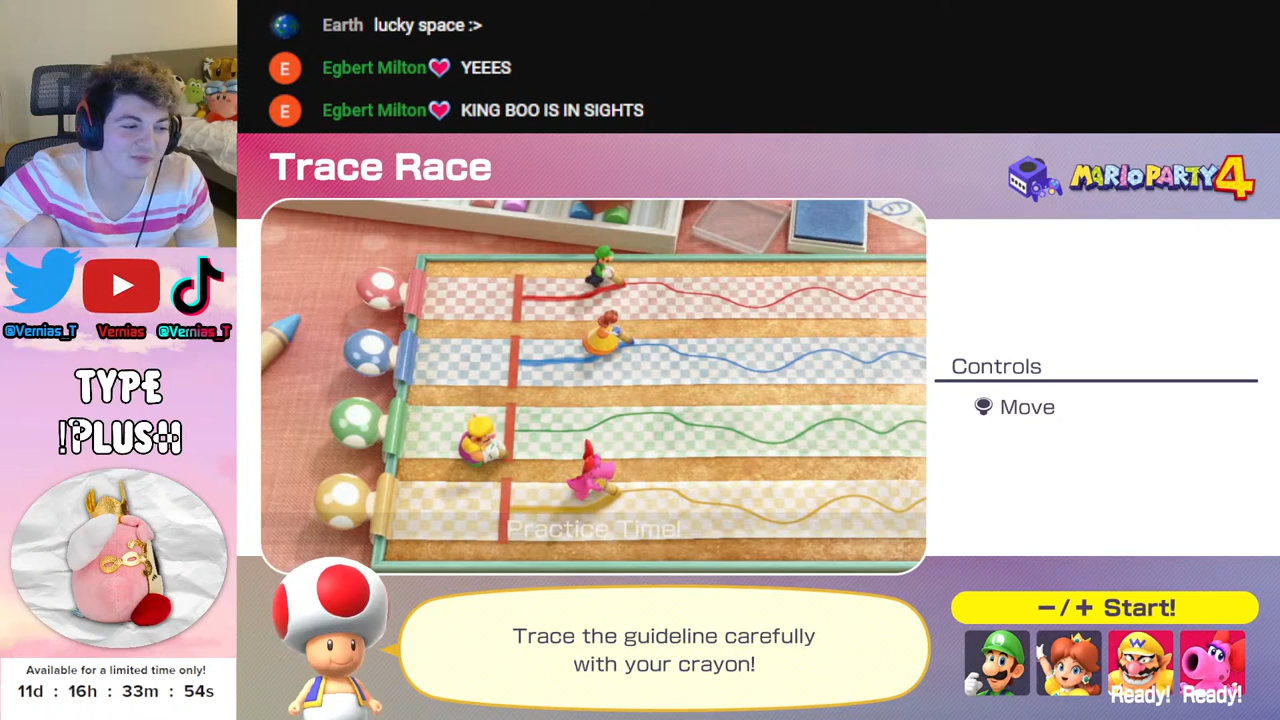 Earth lucky space :>
Egbert Milton YEEES
Egbert Milton KING BOO IS IN SIGHTS
Trace Race
MARIO PARTY 4
@Vernias_T Vernias @Vernias_T
TYPE
!PLUSH
Controls
Move
Practice Time!
Trace the guideline carefully
with your crayon!
−/+ Start!
Ready! Ready!
Available for a limited time only!
11d : 16h : 33m : 54s